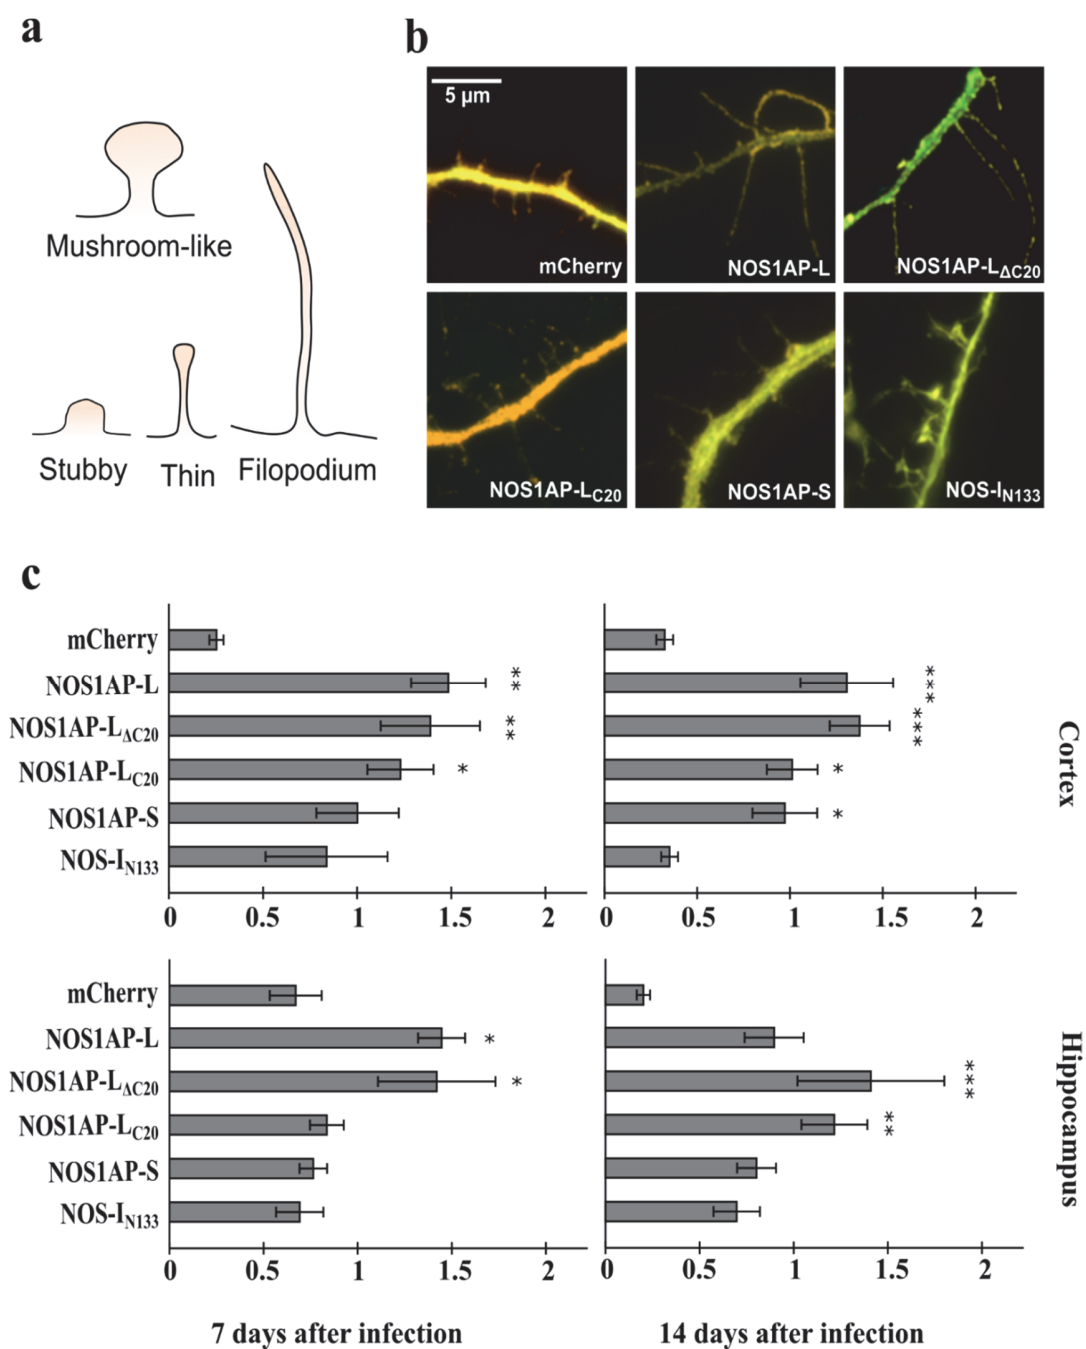 a
Mushroom-like
Stubby
Thin
Filopodium
b
5 μm
mCherry
NOS1AP-L
NOS1AP-LΔC20
NOS1AP-LC20
NOS1AP-S
NOS-IN133
c
mCherry
NOS1AP-L
**
***
NOS1AP-LΔC20
**
***
NOS1AP-LC20
*
*
NOS1AP-S
*
NOS-IN133
0 0.5 1 1.5 2
0 0.5 1 1.5 2
Cortex
mCherry
NOS1AP-L
*
NOS1AP-LΔC20
*
***
NOS1AP-LC20
**
NOS1AP-S
NOS-IN133
0 0.5 1 1.5 2
0 0.5 1 1.5 2
Hippocampus
7 days after infection
14 days after infection